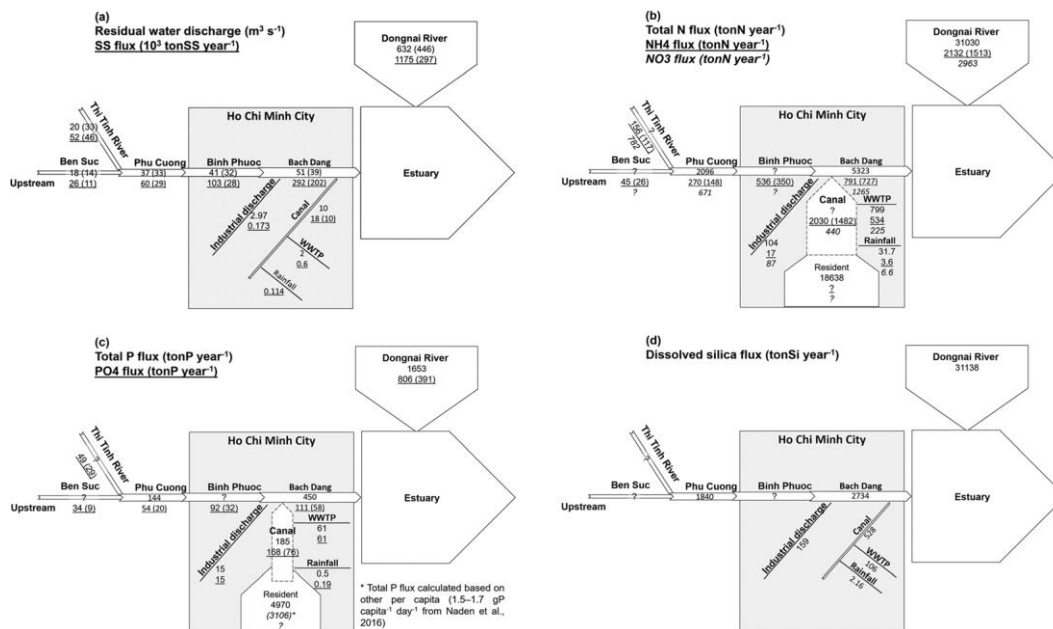 (a)
Residual water discharge (m³ s⁻¹)
SS flux (10³ tonSS year⁻¹)
Dongnai River
632 (446)
1175 (297)
Ho Chi Minh City
Thi Tinh River
20 (33)
52 (46)
Ben Suc
18 (14)
26 (11)
Upstream
Phu Cuong
37 (33)
60 (29)
Binh Phuoc
41 (32)
103 (28)
Bach Dang
51 (39)
292 (202)
Estuary
Industrial discharge
2.97
0.173
Canal
10
18 (10)
WWTP
2
0.6
Rainfall
0.114
(b)
Total N flux (tonN year⁻¹)
NH4 flux (tonN year⁻¹)
NO3 flux (tonN year⁻¹)
Dongnai River
31030
2132 (1513)
2963
Ho Chi Minh City
Thi Tinh River
?
156 (117)
782
Ben Suc
?
45 (26)
?
Upstream
Phu Cuong
2096
270 (148)
671
Binh Phuoc
?
536 (350)
?
Bach Dang
5323
791 (727)
1265
Estuary
Industrial discharge
104
17
87
Canal
?
2030 (1482)
440
WWTP
799
534
225
Rainfall
31.7
3.6
6.6
Resident
18638
?
?
(c)
Total P flux (tonP year⁻¹)
PO4 flux (tonP year⁻¹)
Dongnai River
1653
806 (391)
Ho Chi Minh City
Thi Tinh River
?
49 (29)
Ben Suc
?
34 (9)
Upstream
Phu Cuong
144
54 (20)
Binh Phuoc
?
92 (32)
Bach Dang
450
111 (58)
Estuary
Industrial discharge
15
15
Canal
185
168 (76)
WWTP
61
61
Rainfall
0.5
0.19
Resident
4970
(3106)*
?
* Total P flux calculated based on
other per capita (1.5–1.7 gP
capita⁻¹ day⁻¹ from Naden et al.,
2016)
(d)
Dissolved silica flux (tonSi year⁻¹)
Dongnai River
31138
Ho Chi Minh City
Thi Tinh River
?
Ben Suc
?
Upstream
Phu Cuong
1840
Binh Phuoc
?
Bach Dang
2734
Estuary
Industrial discharge
159
Canal
528
WWTP
106
Rainfall
2.16